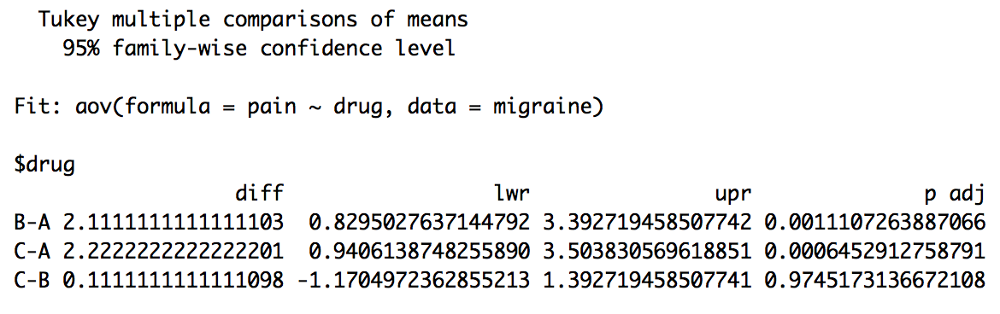 Tukey multiple comparisons of means
95% family-wise confidence level
Fit: aov(formula = pain ~ drug, data = migraine)
$drug
diff lwr upr p adj
B-A 2.1111111111111103 0.8295027637144792 3.392719458507742 0.0011107263887066
C-A 2.2222222222222201 0.9406138748255890 3.503830569618851 0.0006452912758791
C-B 0.1111111111111098 -1.1704972362855213 1.392719458507741 0.9745173136672108